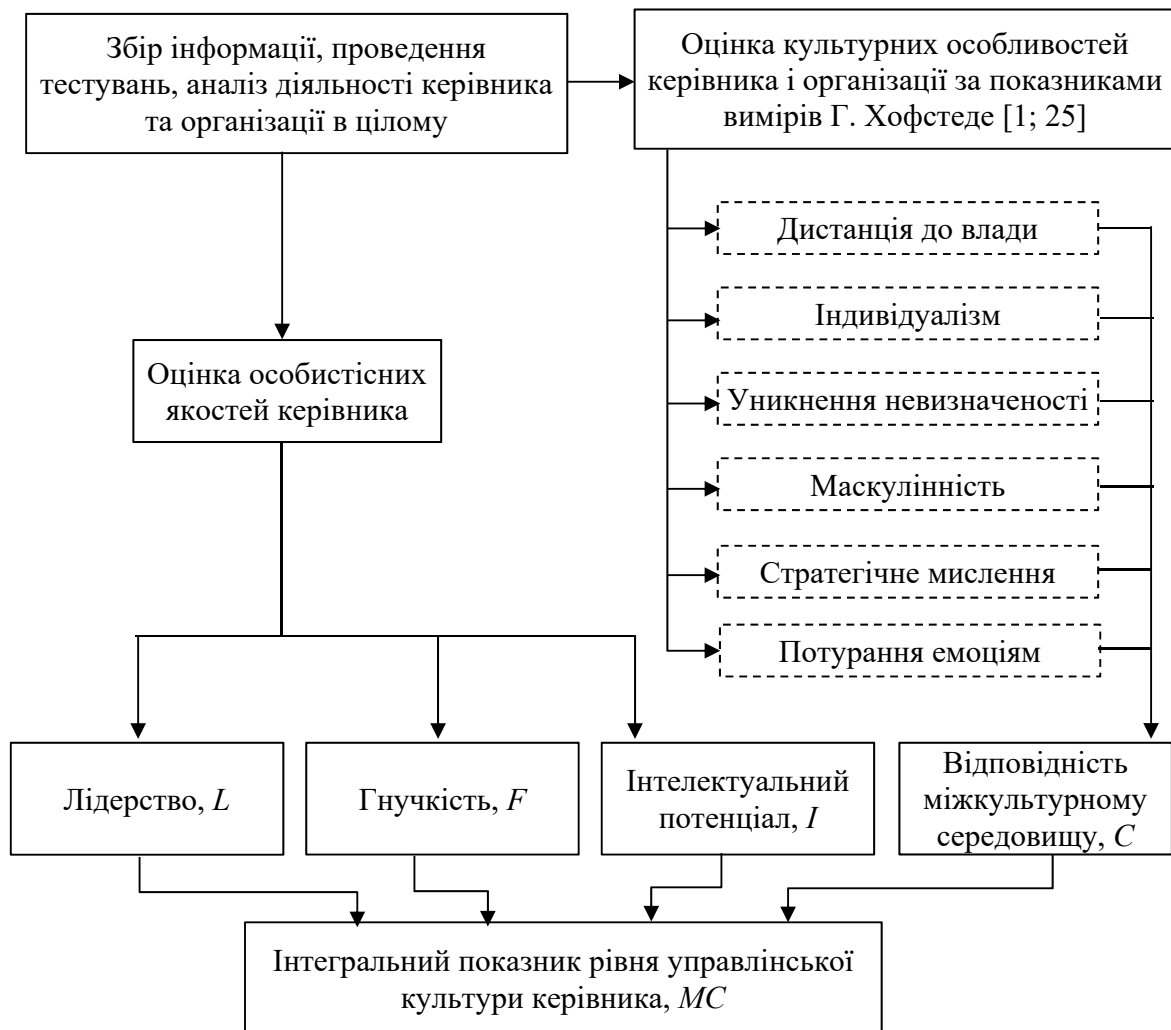 Збір інформації, проведення
тестувань, аналіз діяльності керівника
та організації в цілому
Оцінка культурних особливостей
керівника і організації за показниками
вимірів Г. Хофстеде [1; 25]
Дистанція до влади
Індивідуалізм
Уникнення невизначеності
Маскулінність
Стратегічне мислення
Потурання емоціям
Оцінка особистісних
якостей керівника
Лідерство, L
Гнучкість, F
Інтелектуальний
потенціал, I
Відповідність
міжкультурному
середовищу, C
Інтегральний показник рівня управлінської
культури керівника, MC